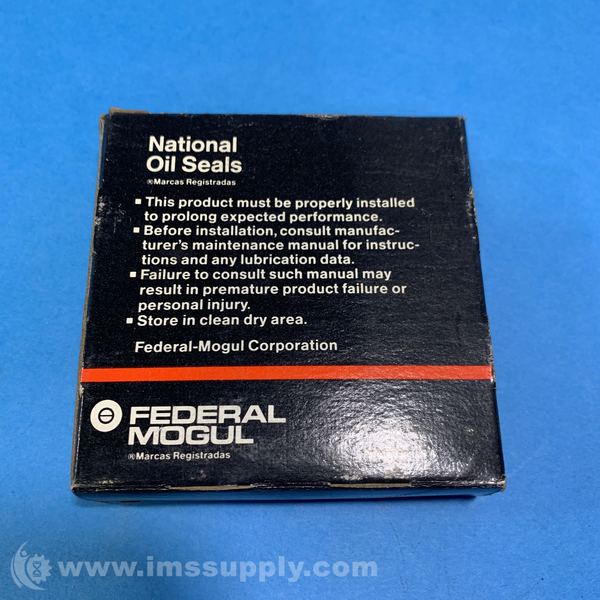 National
Oil Seals
®Marcas Registradas
▪ This product must be properly installed
to prolong expected performance.
▪ Before installation, consult manufac-
turer's maintenance manual for instruc-
tions and any lubrication data.
▪ Failure to consult such manual may
result in premature product failure or
personal injury.
▪ Store in clean dry area.
Federal-Mogul Corporation
FEDERAL
MOGUL
®Marcas Registradas
www.imssupply.com